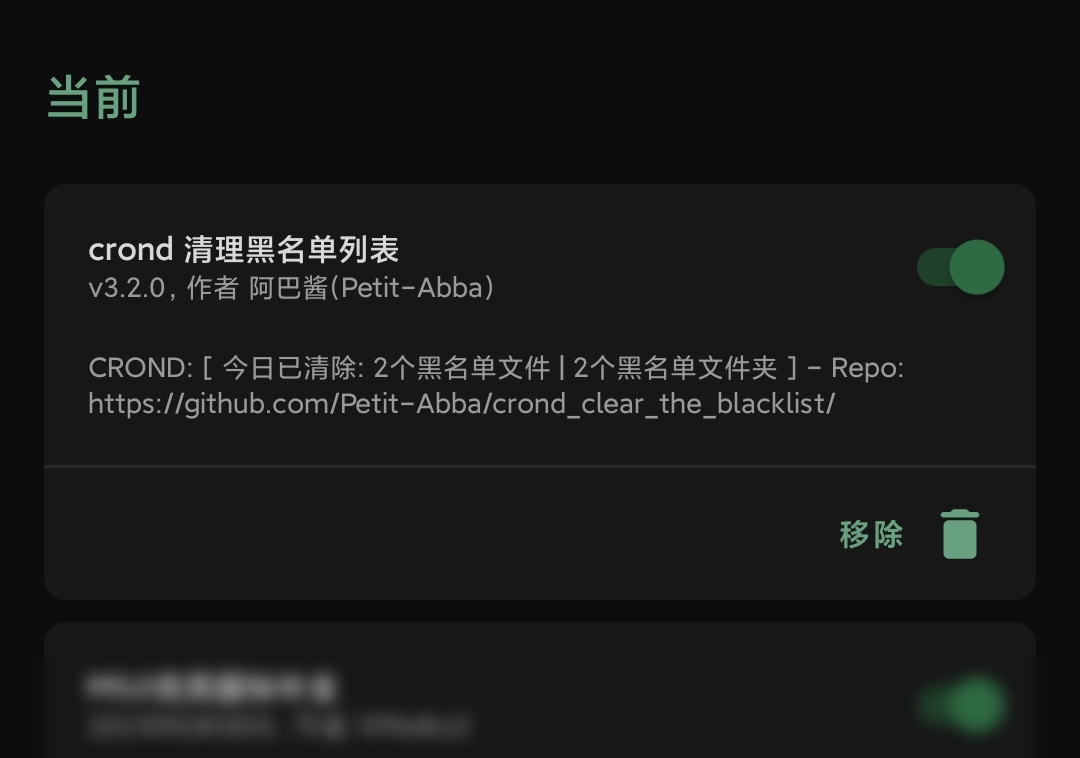 当前
crond 清理黑名单列表
v3.2.0, 作者 阿巴酱(Petit-Abba)
CROND: [ 今日已清除: 2个黑名单文件 | 2个黑名单文件夹 ] - Repo:
https://github.com/Petit-Abba/crond_clear_the_blacklist/
移除